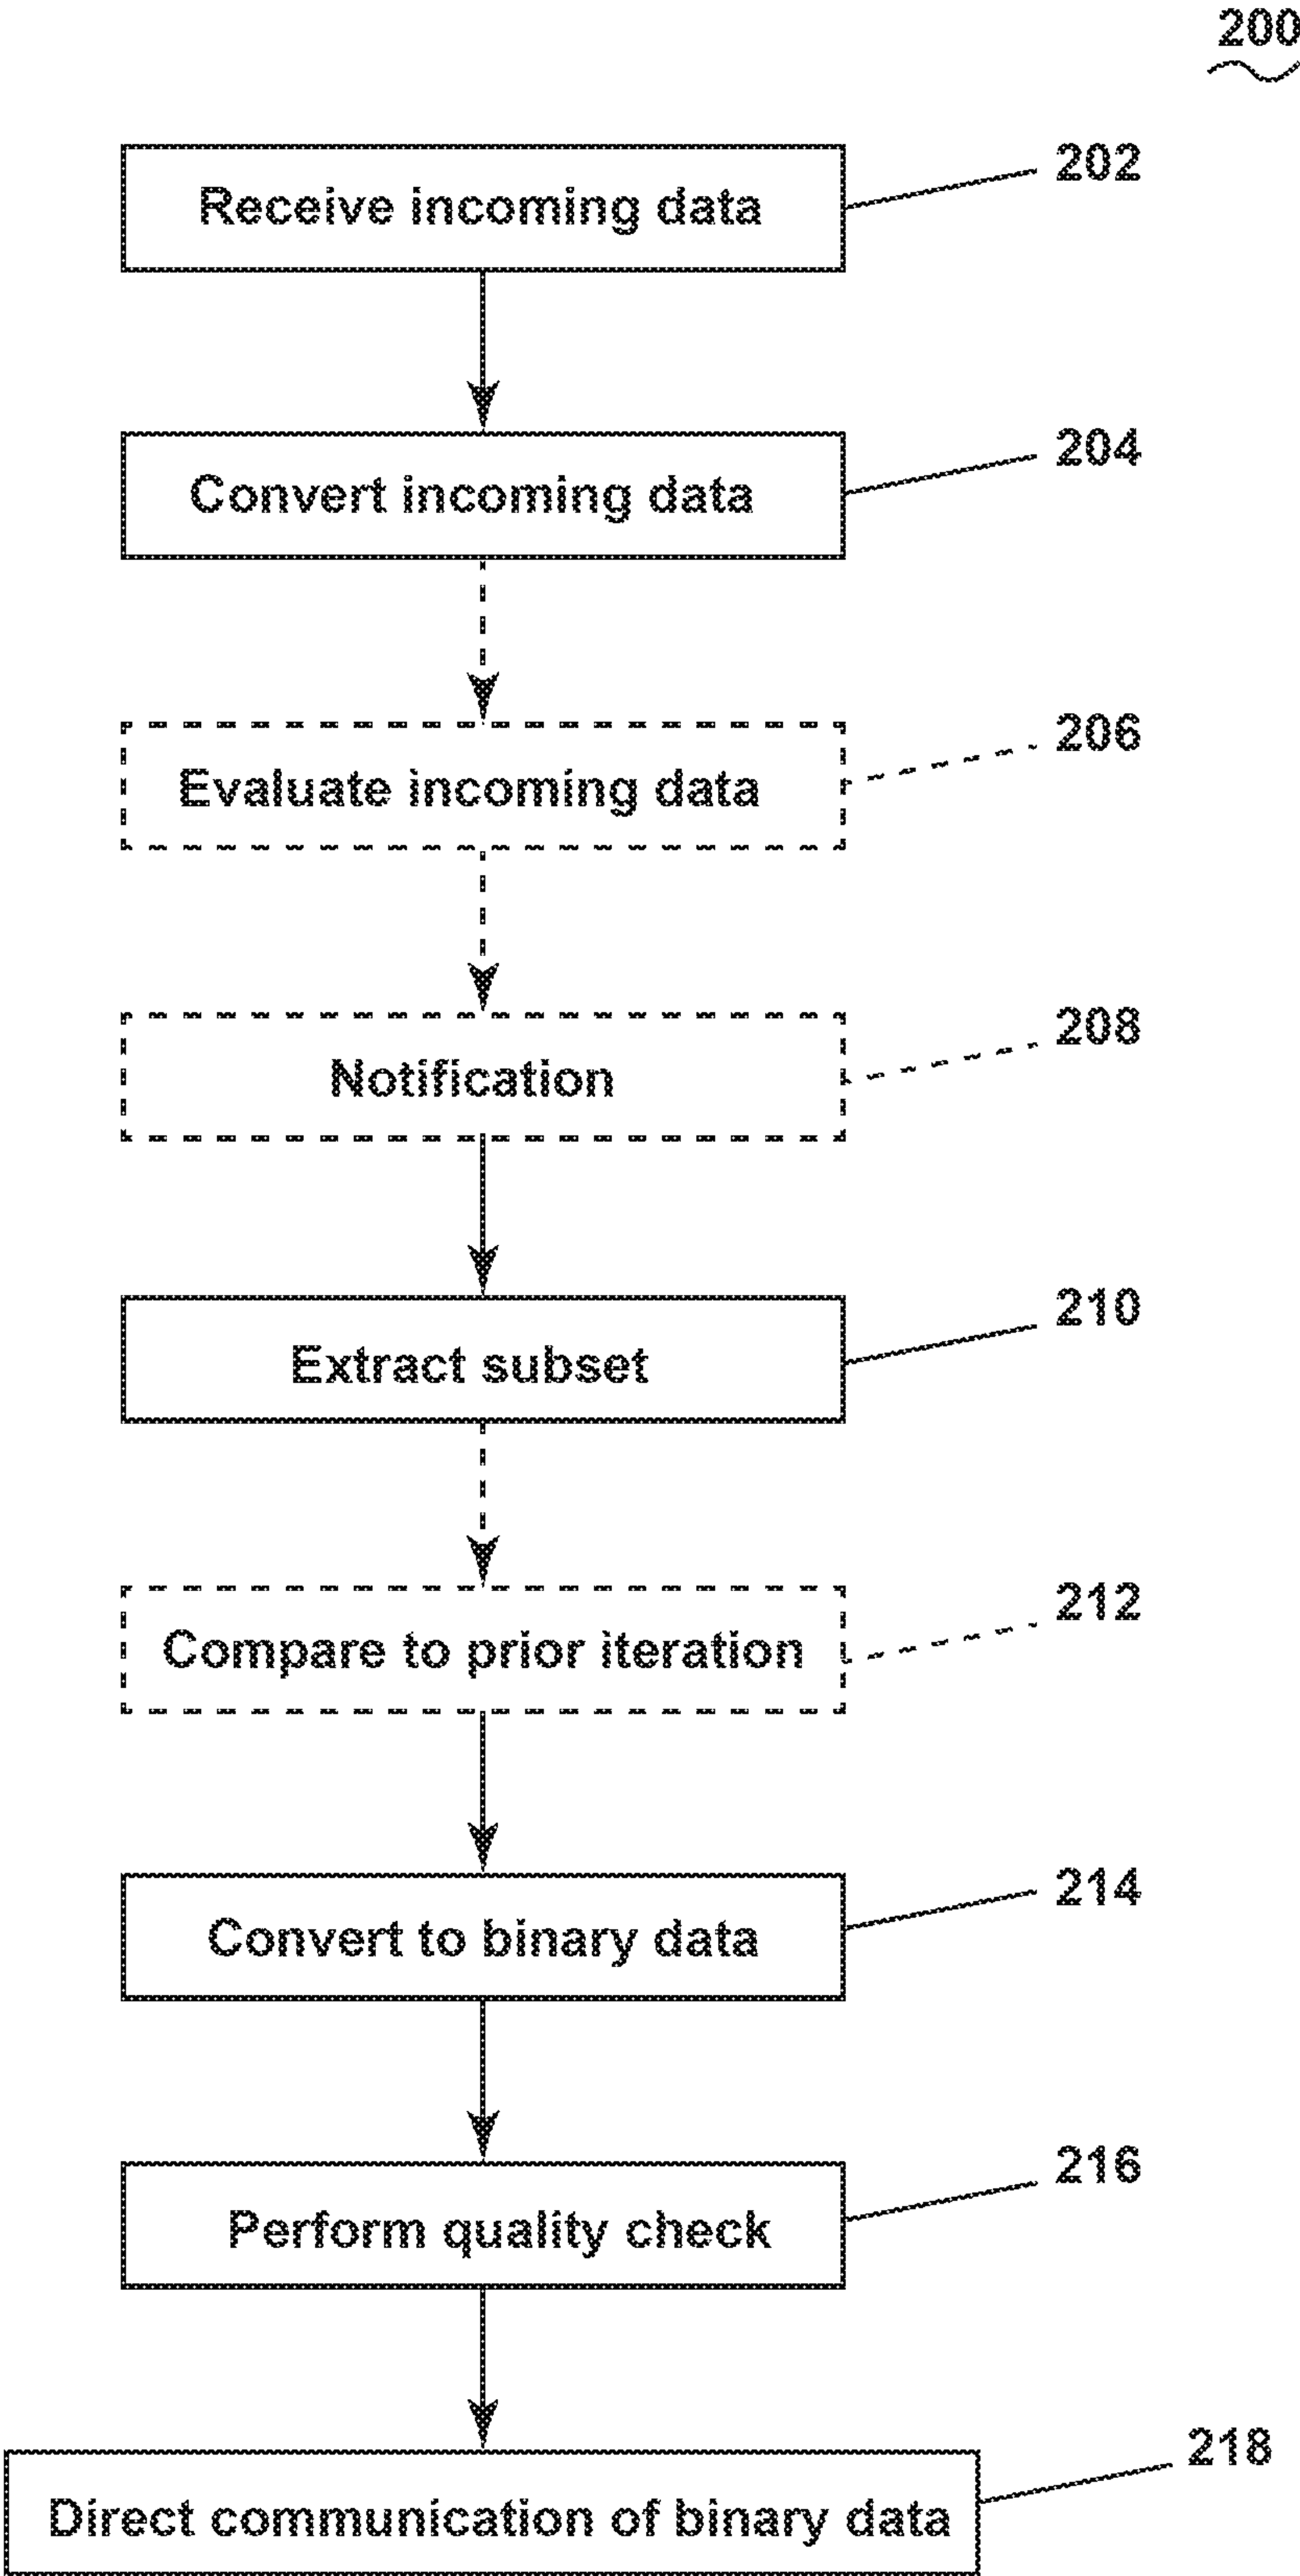 200
Receive incoming data
202
Convert incoming data
204
Evaluate incoming data
206
Notification
208
Extract subset
210
Compare to prior iteration
212
Convert to binary data
214
Perform quality check
216
Direct communication of binary data
218